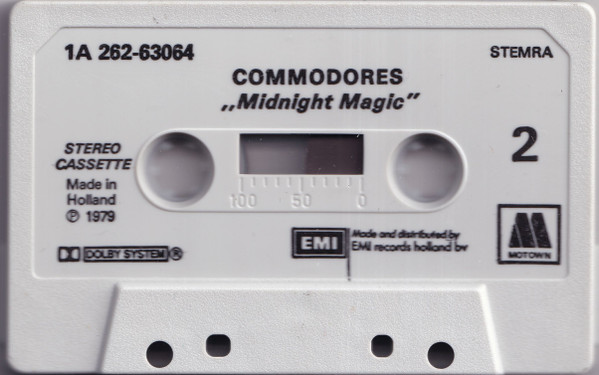 1A 262-63064
STEMRA
COMMODORES
„Midnight Magic"
STEREO
CASSETTE
2
Made in
Holland
℗ 1979
100 50 0
EMI
Made and distributed by
EMI records holland bv
DOLBY SYSTEM®
M
MOTOWN